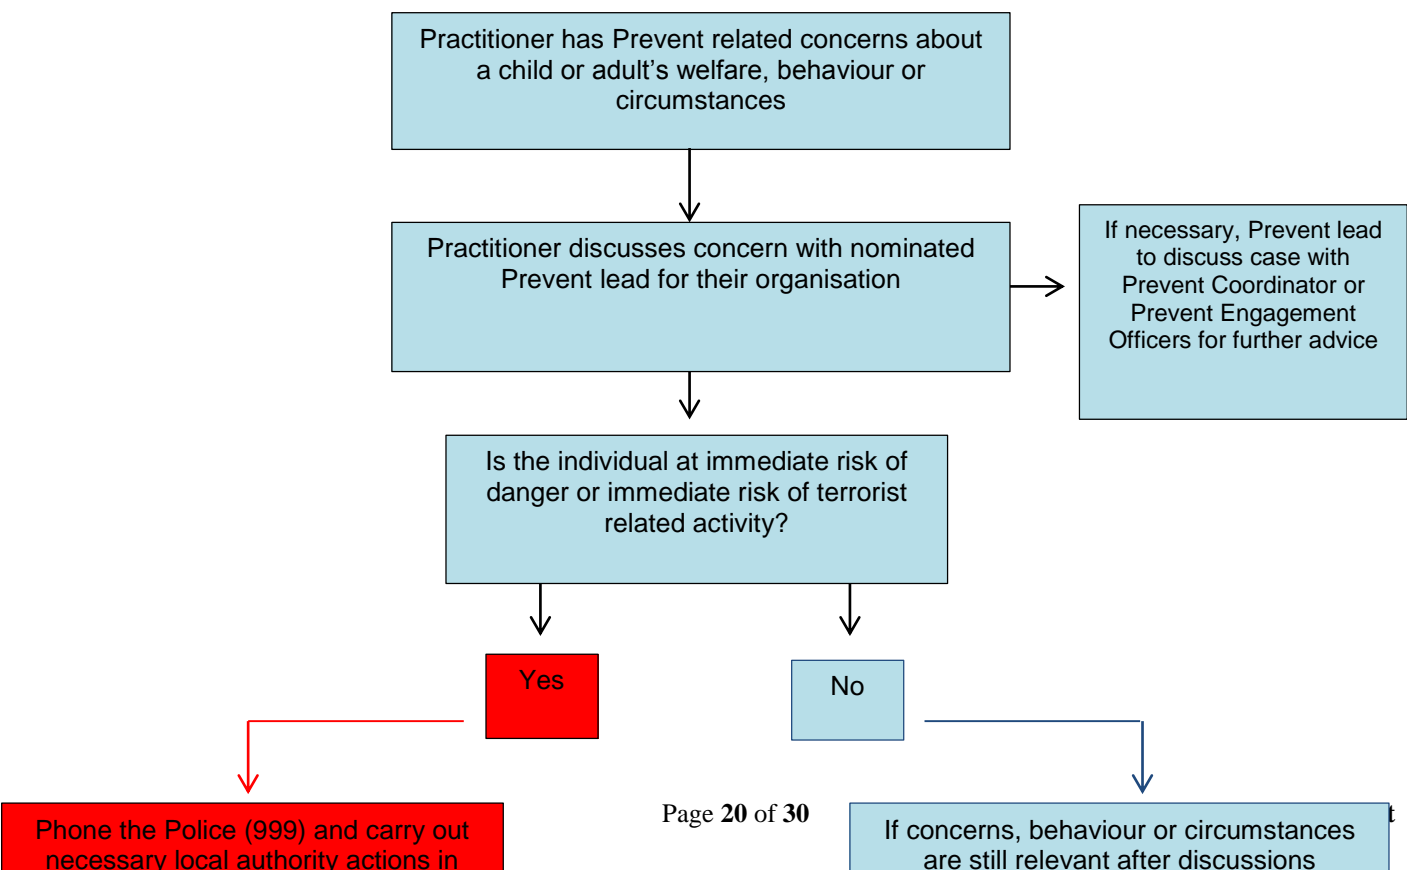 Practitioner has Prevent related concerns about
a child or adult’s welfare, behaviour or
circumstances
Practitioner discusses concern with nominated
Prevent lead for their organisation
If necessary, Prevent lead
to discuss case with
Prevent Coordinator or
Prevent Engagement
Officers for further advice
Is the individual at immediate risk of
danger or immediate risk of terrorist
related activity?
Yes
No
Phone the Police (999) and carry out
necessary local authority actions in
Page 20 of 30
If concerns, behaviour or circumstances
are still relevant after discussions